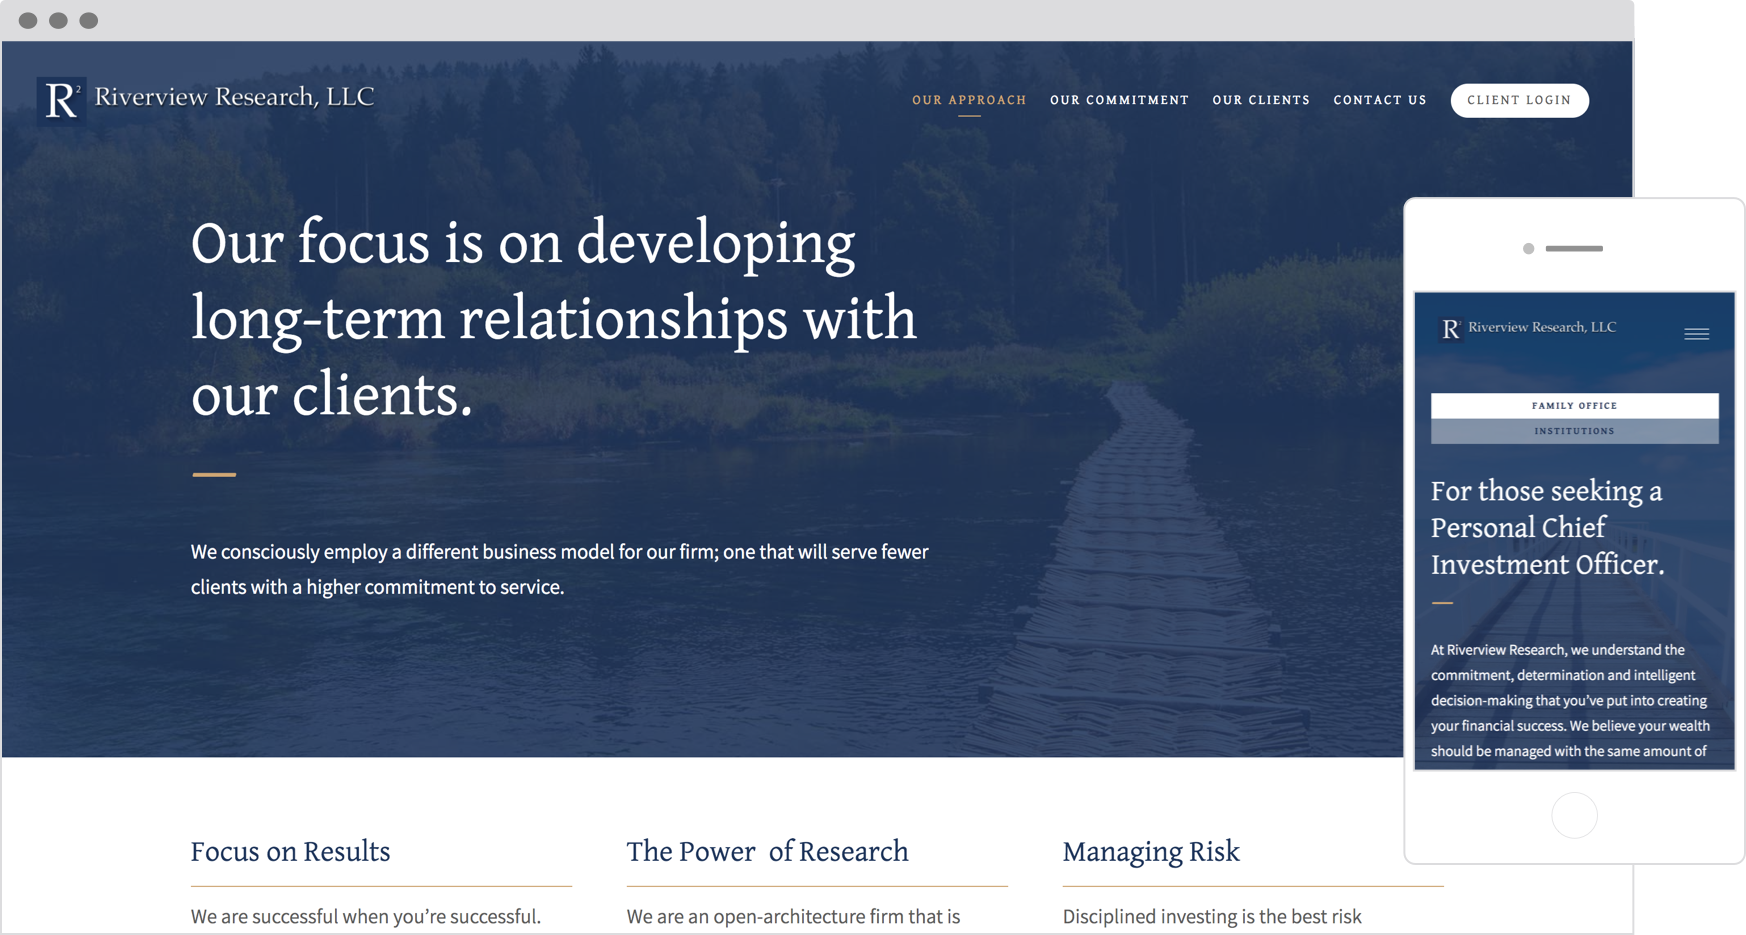 R² Riverview Research, LLC
OUR APPROACH OUR COMMITMENT OUR CLIENTS CONTACT US CLIENT LOGIN
Our focus is on developing
long-term relationships with
our clients.
We consciously employ a different business model for our firm; one that will serve fewer
clients with a higher commitment to service.
Focus on Results
We are successful when you’re successful.
The Power of Research
We are an open-architecture firm that is
Managing Risk
Disciplined investing is the best risk
R² Riverview Research, LLC
FAMILY OFFICE
INSTITUTIONS
For those seeking a
Personal Chief
Investment Officer.
At Riverview Research, we understand the
commitment, determination and intelligent
decision-making that you’ve put into creating
your financial success. We believe your wealth
should be managed with the same amount of